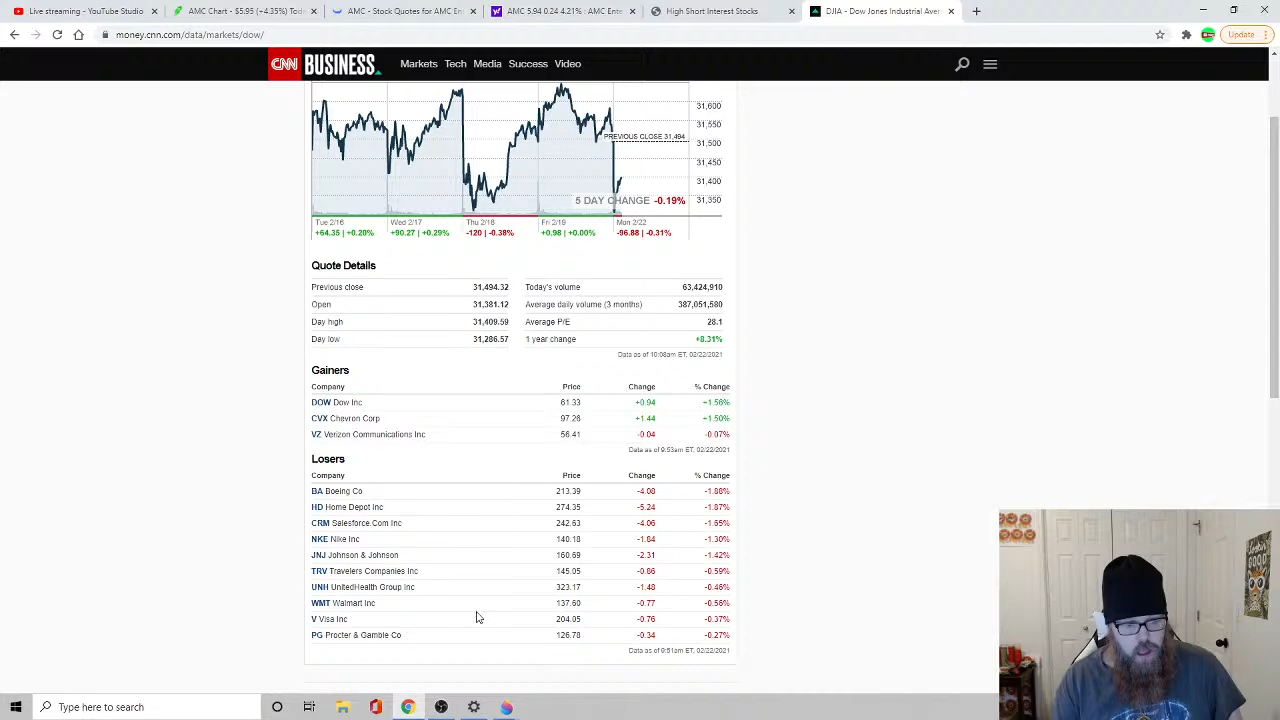 Live streaming - YouTube Studio
AMC Chart - $5.95 (+4.35%) Toda
AMC - Stock Quotes for AMC En
AMC 5.94 0.24 4.21% : AMC Ente
High Short Interest Stocks
DJIA - Dow Jones Industrial Aver
money.cnn.com/data/markets/dow/
Update
CNN BUSINESS
Markets Tech Media Success Video
31,600
31,550
PREVIOUS CLOSE 31,494
31,500
31,450
31,400
5 DAY CHANGE -0.19%
31,350
Tue 2/16 Wed 2/17 Thu 2/18 Fri 2/19 Mon 2/22
+64.35 | +0.20% +90.27 | +0.29% -120 | -0.38% +0.98 | +0.00% -96.88 | -0.31%
Quote Details
Previous close 31,494.32 Today's volume 63,424,910
Open 31,381.12 Average daily volume (3 months) 387,051,580
Day high 31,409.59 Average P/E 28.1
Day low 31,286.57 1 year change +8.31%
Data as of 10:08am ET, 02/22/2021
Gainers
Company Price Change % Change
DOW Dow Inc 61.33 +0.94 +1.56%
CVX Chevron Corp 97.26 +1.44 +1.50%
VZ Verizon Communications Inc 56.41 -0.04 -0.07%
Data as of 9:53am ET, 02/22/2021
Losers
Company Price Change % Change
BA Boeing Co 213.39 -4.08 -1.88%
HD Home Depot Inc 274.35 -5.24 -1.87%
CRM Salesforce.Com Inc 242.63 -4.06 -1.65%
NKE Nike Inc 140.18 -1.84 -1.30%
JNJ Johnson & Johnson 160.69 -2.31 -1.42%
TRV Travelers Companies Inc 145.05 -0.86 -0.59%
UNH UnitedHealth Group Inc 323.17 -1.48 -0.46%
WMT Walmart Inc 137.60 -0.77 -0.56%
V Visa Inc 204.05 -0.76 -0.37%
PG Procter & Gamble Co 126.78 -0.34 -0.27%
Data as of 9:51am ET, 02/22/2021
Type here to search